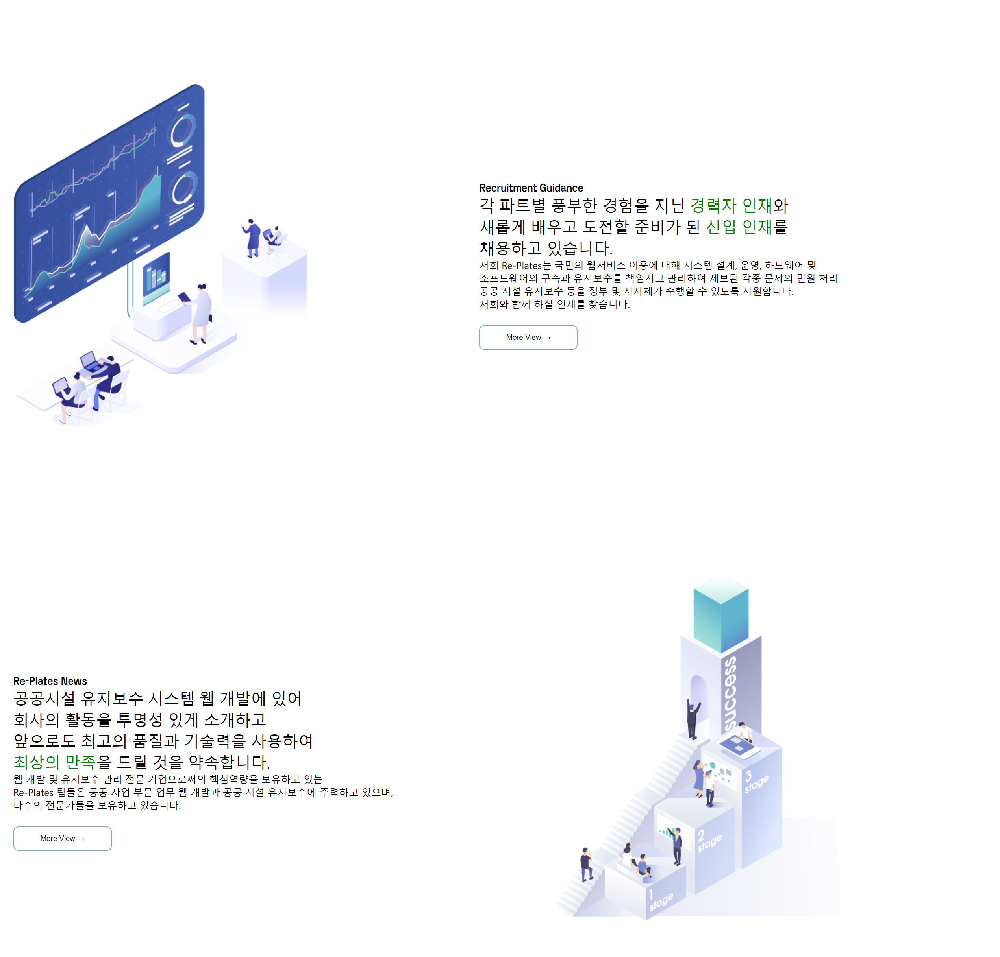 Recruitment Guidance
각 파트별 풍부한 경험을 지닌 경력자 인재와
새롭게 배우고 도전할 준비가 된 신입 인재를
채용하고 있습니다.
저희 Re-Plates는 국민의 웹서비스 이용에 대해 시스템 설계, 운영, 하드웨어 및
소프트웨어의 구축과 유지보수를 책임지고 관리하여 제보된 각종 문제의 민원 처리,
공공 시설 유지보수 등을 정부 및 지자체가 수행할 수 있도록 지원합니다.
저희와 함께 하실 인재를 찾습니다.
More View →
Re-Plates News
공공시설 유지보수 시스템 웹 개발에 있어
회사의 활동을 투명성 있게 소개하고
앞으로도 최고의 품질과 기술력을 사용하여
최상의 만족을 드릴 것을 약속합니다.
웹 개발 및 유지보수 관리 전문 기업으로써의 핵심역량을 보유하고 있는
Re-Plates 팀들은 공공 사업 부문 업무 웹 개발과 공공 시설 유지보수에 주력하고 있으며,
다수의 전문가들을 보유하고 있습니다.
More View →
success
3
stage
2
stage
1
stage